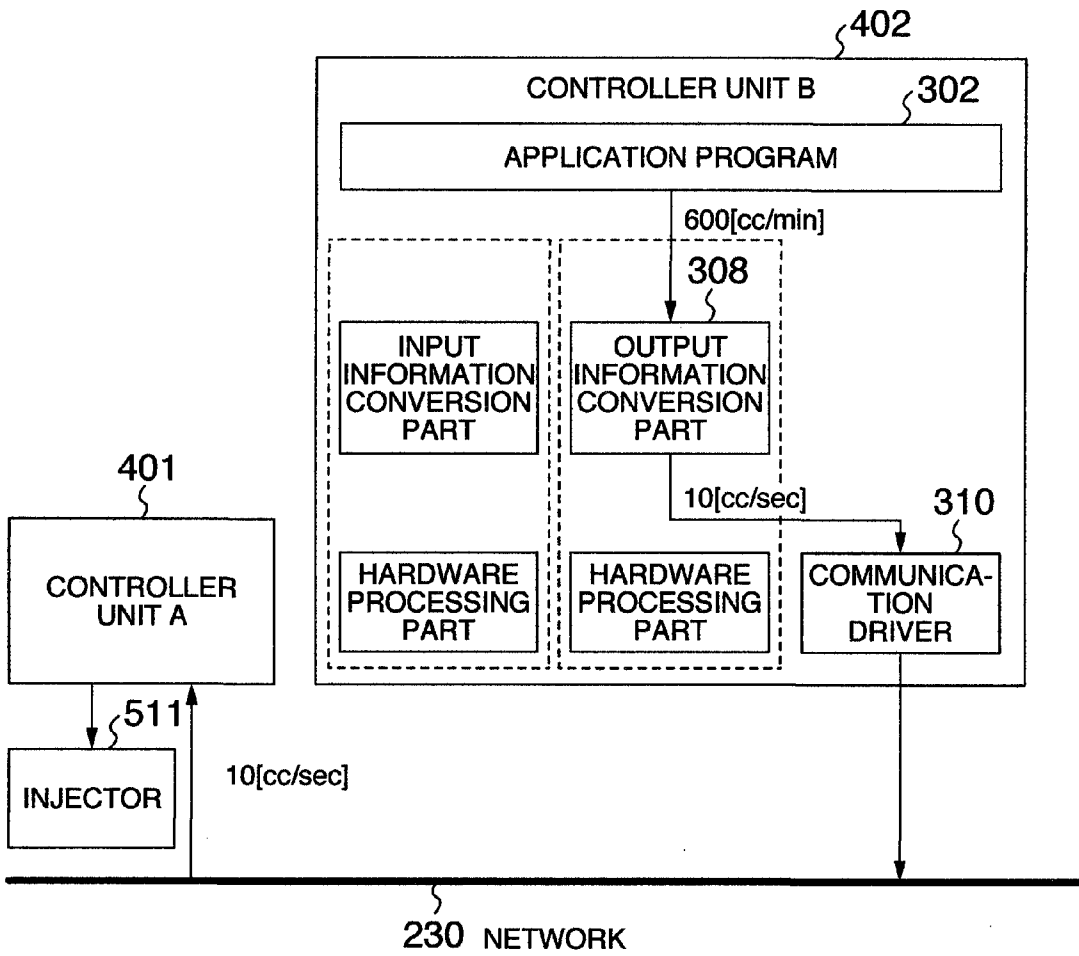 402
CONTROLLER UNIT B
302
APPLICATION PROGRAM
600[cc/min]
308
INPUT
INFORMATION
CONVERSION
PART
OUTPUT
INFORMATION
CONVERSION
PART
401
10[cc/sec]
310
CONTROLLER
UNIT A
HARDWARE
PROCESSING
PART
HARDWARE
PROCESSING
PART
COMMUNICA-
TION
DRIVER
511
INJECTOR
10[cc/sec]
230 NETWORK